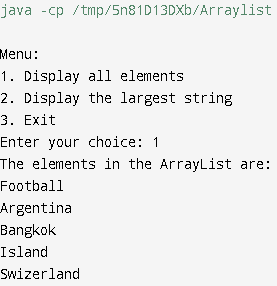 java -cp /tmp/5n81D13DXb/Arraylist
Menu:
1. Display all elements
2. Display the largest string
3. Exit
Enter your choice: 1
The elements in the ArrayList are:
Football
Argentina
Bangkok
Island
Swizerland